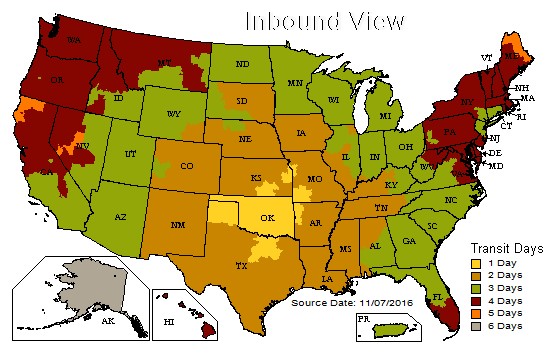 Inbound View
WA
OR
MT
ID
WY
NV
UT
CA
AZ
NM
CO
ND
SD
NE
KS
OK
TX
MN
IA
MO
AR
LA
WI
IL
MI
IN
OH
KY
TN
MS
AL
GA
FL
SC
NC
VA
WV
PA
NY
VT
ME
NH
MA
RI
CT
NJ
DE
MD
AK
HI
PR
Source Date: 11/07/2016
Transit Days
1 Day
2 Days
3 Days
4 Days
5 Days
6 Days